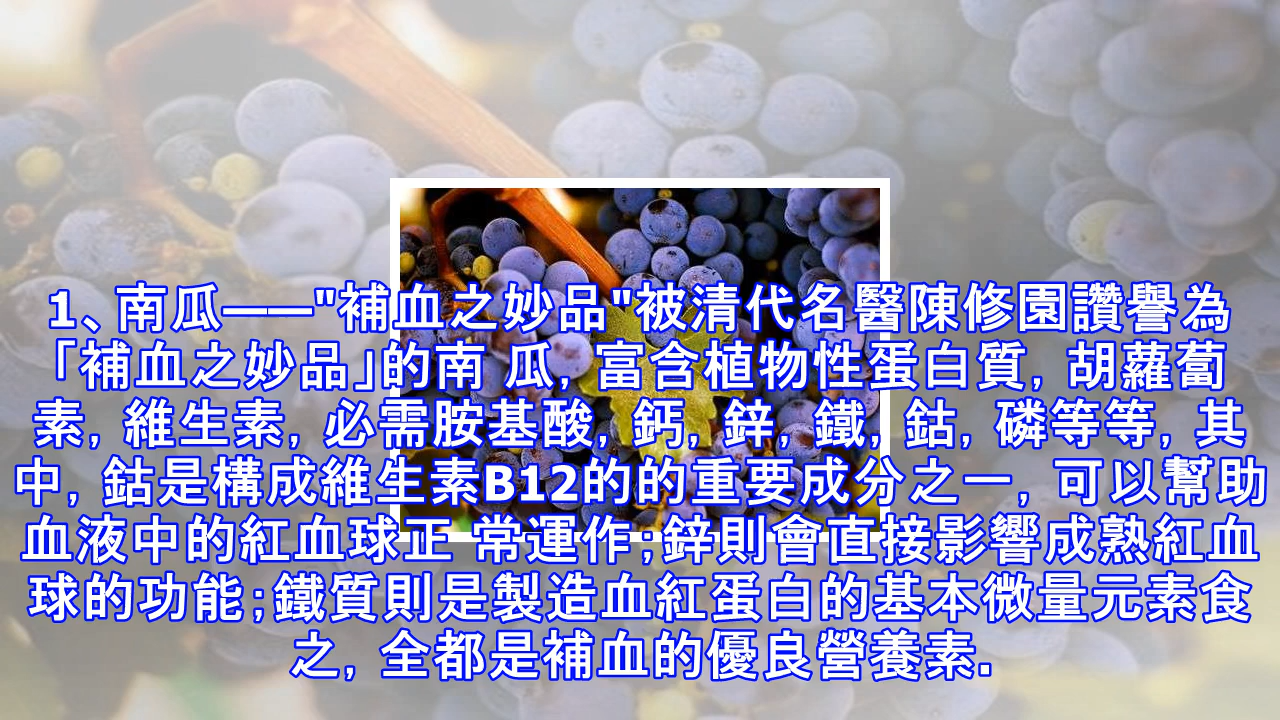 1、南瓜——"補血之妙品"被清代名醫陳修園讚譽為
「補血之妙品」的南 瓜, 富含植物性蛋白質, 胡蘿蔔
素, 維生素, 必需胺基酸, 鈣, 鋅, 鐵, 鈷, 磷等等, 其
中, 鈷是構成維生素B12的的重要成分之一, 可以幫助
血液中的紅血球正 常運作;鋅則會直接影響成熟紅血
球的功能;鐵質則是製造血紅蛋白的基本微量元素食
之, 全都是補血的優良營養素.